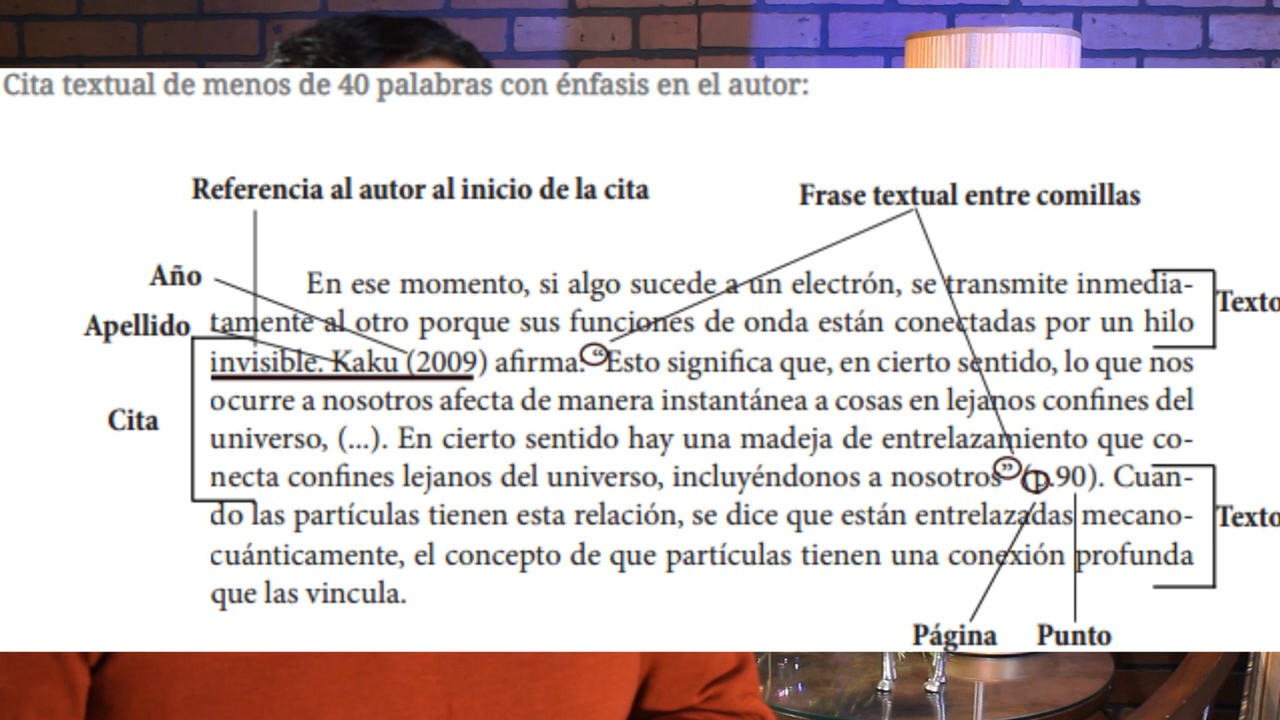 Cita textual de menos de 40 palabras con énfasis en el autor:
Referencia al autor al inicio de la cita
Frase textual entre comillas
Año
Apellido
Cita
En ese momento, si algo sucede a un electrón, se transmite inmedia-
tamente al otro porque sus funciones de onda están conectadas por un hilo
invisible. Kaku (2009) afirma: “Esto significa que, en cierto sentido, lo que nos
ocurre a nosotros afecta de manera instantánea a cosas en lejanos confines del
universo, (...). En cierto sentido hay una madeja de entrelazamiento que co-
necta confines lejanos del universo, incluyéndonos a nosotros” (p.90). Cuan-
do las partículas tienen esta relación, se dice que están entrelazadas mecano-
cuánticamente, el concepto de que partículas tienen una conexión profunda
que las vincula.
Texto
Texto
Página
Punto